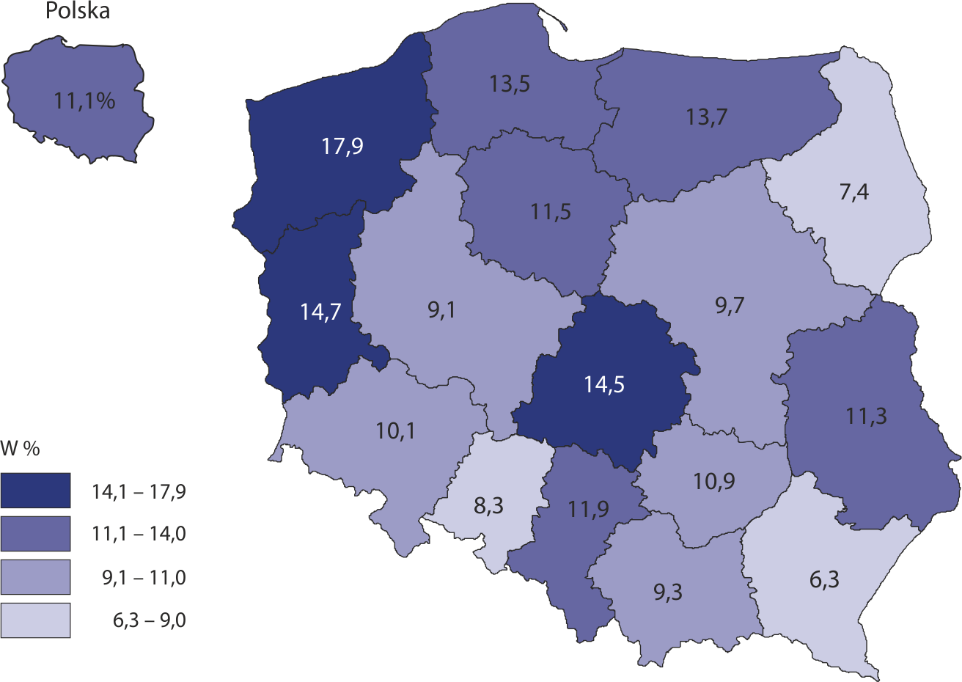 Polska
11,1%
13,5
13,7
17,9
7,4
11,5
14,7
9,1
9,7
14,5
10,1
11,3
10,9
8,3
11,9
9,3
6,3
W %
14,1 – 17,9
11,1 – 14,0
9,1 – 11,0
6,3 – 9,0